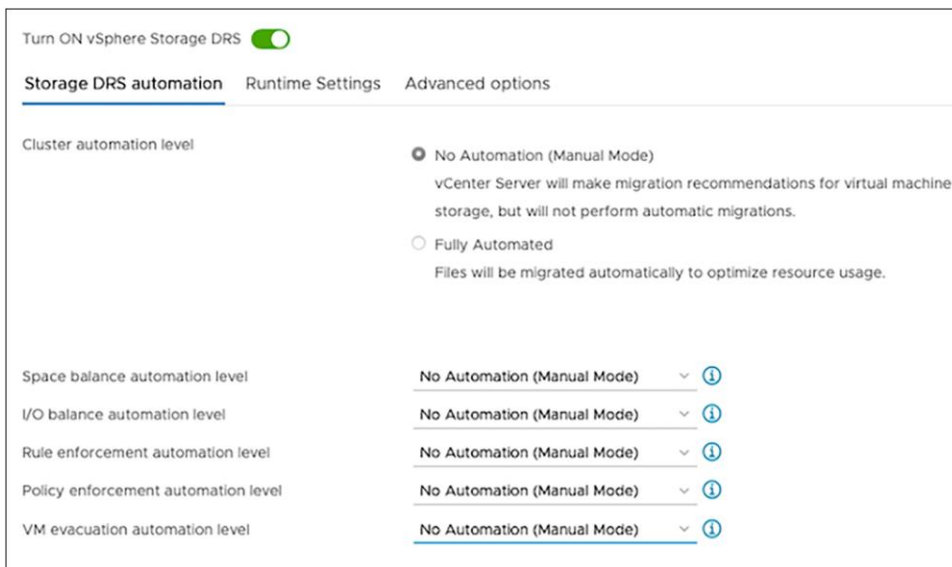 Turn ON vSphere Storage DRS
Storage DRS automation Runtime Settings Advanced options
Cluster automation level
No Automation (Manual Mode)
vCenter Server will make migration recommendations for virtual machine
storage, but will not perform automatic migrations.
Fully Automated
Files will be migrated automatically to optimize resource usage.
Space balance automation level No Automation (Manual Mode)
I/O balance automation level No Automation (Manual Mode)
Rule enforcement automation level No Automation (Manual Mode)
Policy enforcement automation level No Automation (Manual Mode)
VM evacuation automation level No Automation (Manual Mode)